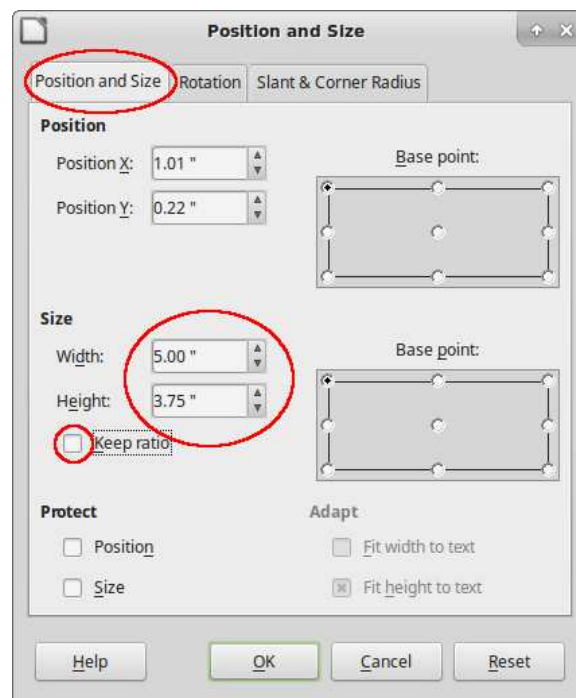 Position and Size
Position and Size Rotation Slant & Corner Radius
Position
Position X: 1.01 "
Base point:
Position Y: 0.22 "
Size
Width: 5.00 "
Base point:
Height: 3.75 "
Keep ratio
Protect
Adapt
Position
Fit width to text
Size
Fit height to text
Help OK Cancel Reset